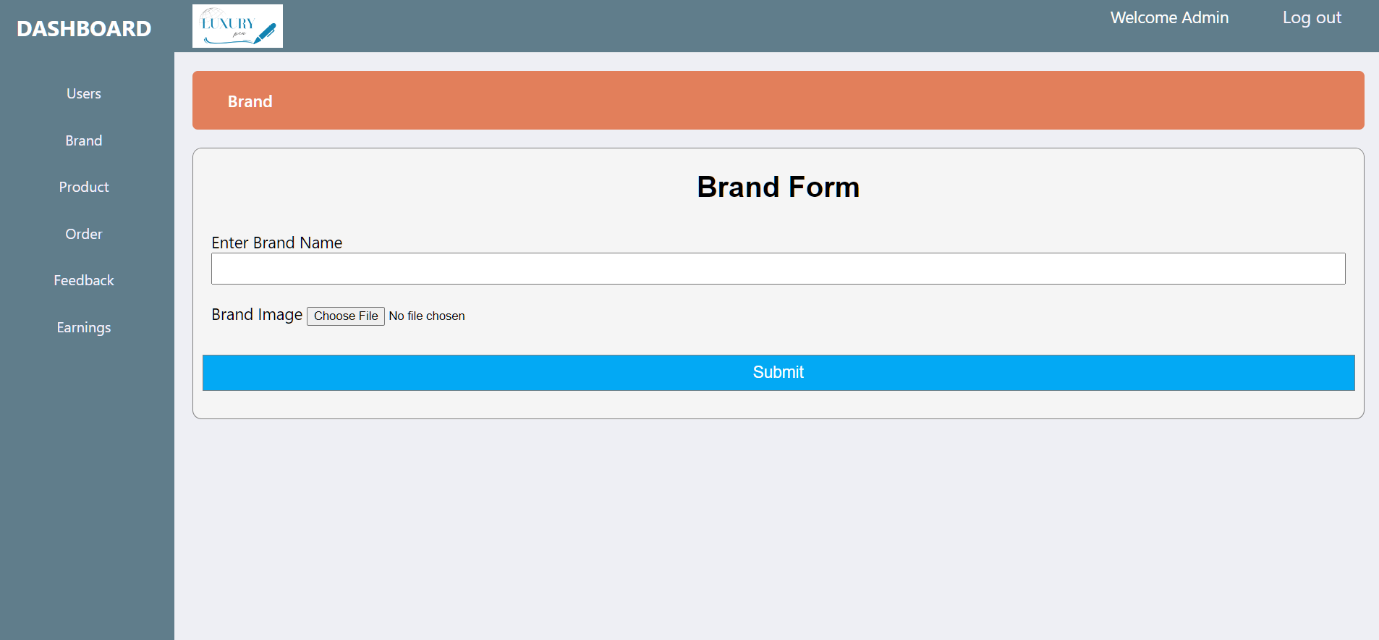 DASHBOARD
LUXURY
pen
Welcome Admin
Log out
Users
Brand
Product
Order
Feedback
Earnings
Brand
Brand Form
Enter Brand Name
Brand Image Choose File No file chosen
Submit